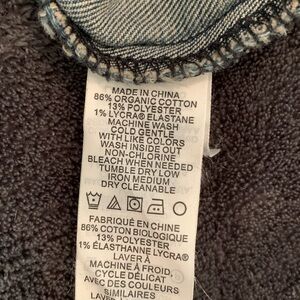 MADE IN CHINA
86% ORGANIC COTTON
13% POLYESTER
1% LYCRA® ELASTANE
MACHINE WASH
COLD GENTLE
WITH LIKE COLORS
WASH INSIDE OUT
NON-CHLORINE
BLEACH WHEN NEEDED
TUMBLE DRY LOW
IRON MEDIUM
DRY CLEANABLE
FABRIQUÉ EN CHINE
86% COTON BIOLOGIQUE
13% POLYESTER
1% ÉLASTHANNE LYCRA®
LAVER À
MACHINE À FROID,
CYCLE DÉLICAT
AVEC DES COULEURS
SIMILAIRES
LAVER À